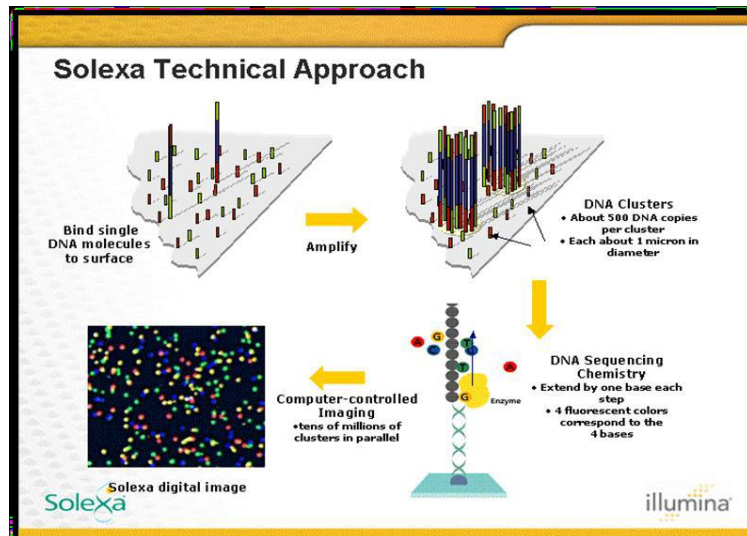 Solexa Technical Approach
Bind single
DNA molecules
to surface
Amplify
DNA Clusters
• About 500 DNA copies
per cluster
• Each about 1 micron in
diameter
DNA Sequencing
Chemistry
• Extend by one base each
step
• 4 fluorescent colors
correspond to the
4 bases
A
G
C
T
C
T
A
G
Enzyme
Computer-controlled
Imaging
•tens of millions of
clusters in parallel
Solexa digital image
Solexa
illumina